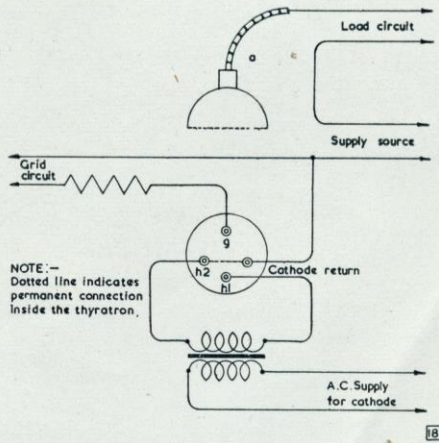 Load circuit
a
Supply source
Grid
circuit
g
h2
h1
Cathode return
NOTE:–
Dotted line indicates
permanent connection
inside the thyratron.
A.C. Supply
for cathode
18